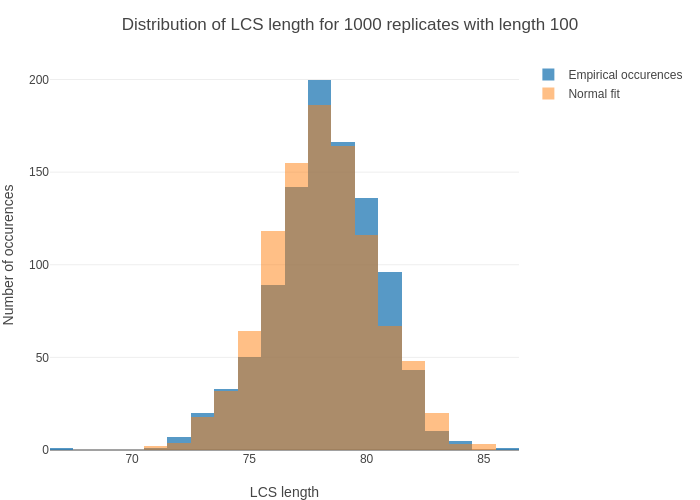 Distribution of LCS length for 1000 replicates with length 100
Empirical occurences
Normal fit
Number of occurences
200
150
100
50
0
70
75
80
85
LCS length